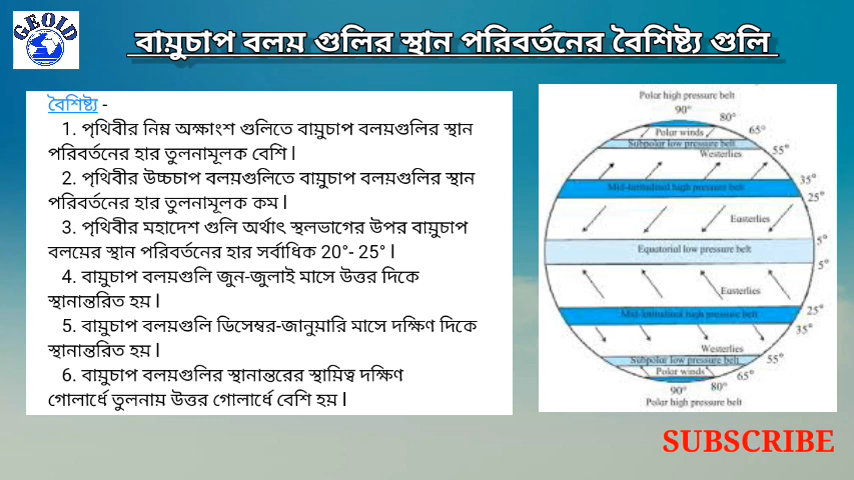 GEOID
বায়ুচাপ বলয় গুলির স্থান পরিবর্তনের বৈশিষ্ট্য গুলি
বৈশিষ্ট্য -
1. পৃথিবীর নিম্ন অক্ষাংশ গুলিতে বায়ুচাপ বলয়গুলির স্থান
পরিবর্তনের হার তুলনামূলক বেশি l
2. পৃথিবীর উচ্চচাপ বলয়গুলিতে বায়ুচাপ বলয়গুলির স্থান
পরিবর্তনের হার তুলনামূলক কম l
3. পৃথিবীর মহাদেশ গুলি অর্থাৎ স্থলভাগের উপর বায়ুচাপ
বলয়ের স্থান পরিবর্তনের হার সর্বাধিক 20°- 25° l
4. বায়ুচাপ বলয়গুলি জুন-জুলাই মাসে উত্তর দিকে
স্থানান্তরিত হয় l
5. বায়ুচাপ বলয়গুলি ডিসেম্বর-জানুয়ারি মাসে দক্ষিণ দিকে
স্থানান্তরিত হয় l
6. বায়ুচাপ বলয়গুলির স্থানান্তরের স্থায়িত্ব দক্ষিণ
গোলার্ধে তুলনায় উত্তর গোলার্ধে বেশি হয় l
Polar high pressure belt
90°
80°
Polar winds
65°
Subpolar low pressure belt
55°
Westerlies
35°
Mid-latitudinal high pressure belt
25°
Easterlies
5°
Equatorial low pressure belt
5°
Easterlies
25°
Mid-latitudinal high pressure belt
35°
Westerlies
55°
Subpolar low pressure belt
Polar winds
65°
80°
90°
Polar high pressure belt
SUBSCRIBE